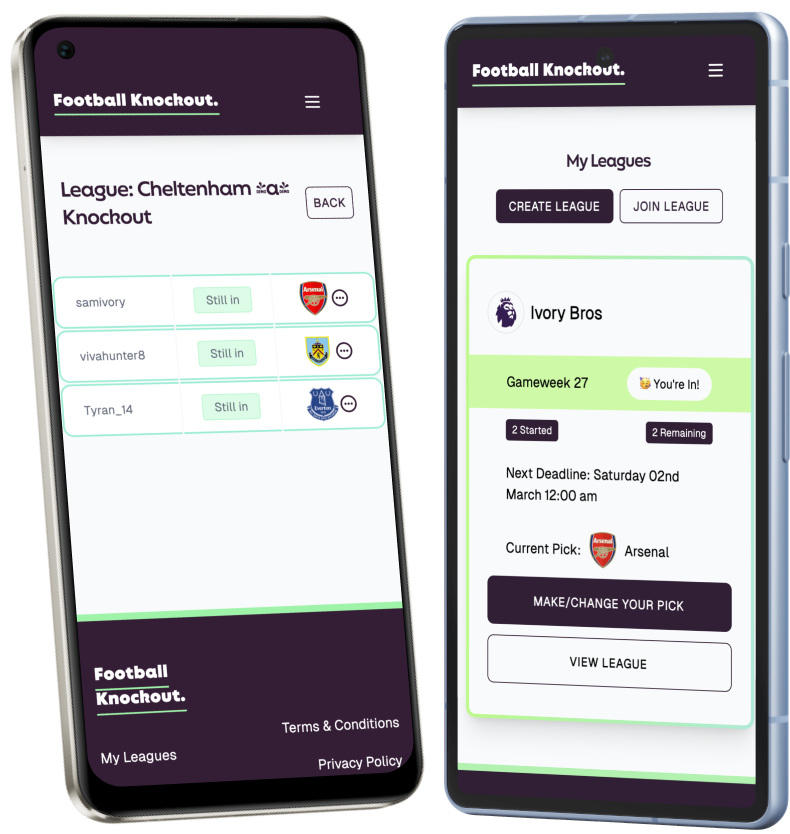 Football Knockout.
League: Cheltenham
DEMO a DEMO
Knockout
BACK
samivory
Still in
Arsenal
vivahunter8
Still in
Tyran_14
Still in
Everton
Football
Knockout.
Terms & Conditions
My Leagues
Privacy Policy
Football Knockout.
My Leagues
CREATE LEAGUE
JOIN LEAGUE
Ivory Bros
Gameweek 27
🥳 You're In!
2 Started
2 Remaining
Next Deadline: Saturday 02nd
March 12:00 am
Current Pick:
Arsenal
Arsenal
MAKE/CHANGE YOUR PICK
VIEW LEAGUE